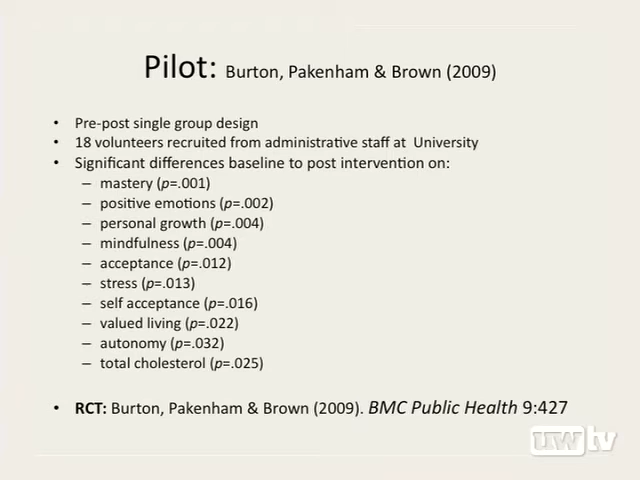 Pilot: Burton, Pakenham & Brown (2009)
• Pre-post single group design
• 18 volunteers recruited from administrative staff at University
• Significant differences baseline to post intervention on:
– mastery (p=.001)
– positive emotions (p=.002)
– personal growth (p=.004)
– mindfulness (p=.004)
– acceptance (p=.012)
– stress (p=.013)
– self acceptance (p=.016)
– valued living (p=.022)
– autonomy (p=.032)
– total cholesterol (p=.025)
• RCT: Burton, Pakenham & Brown (2009). BMC Public Health 9:427
uwtv